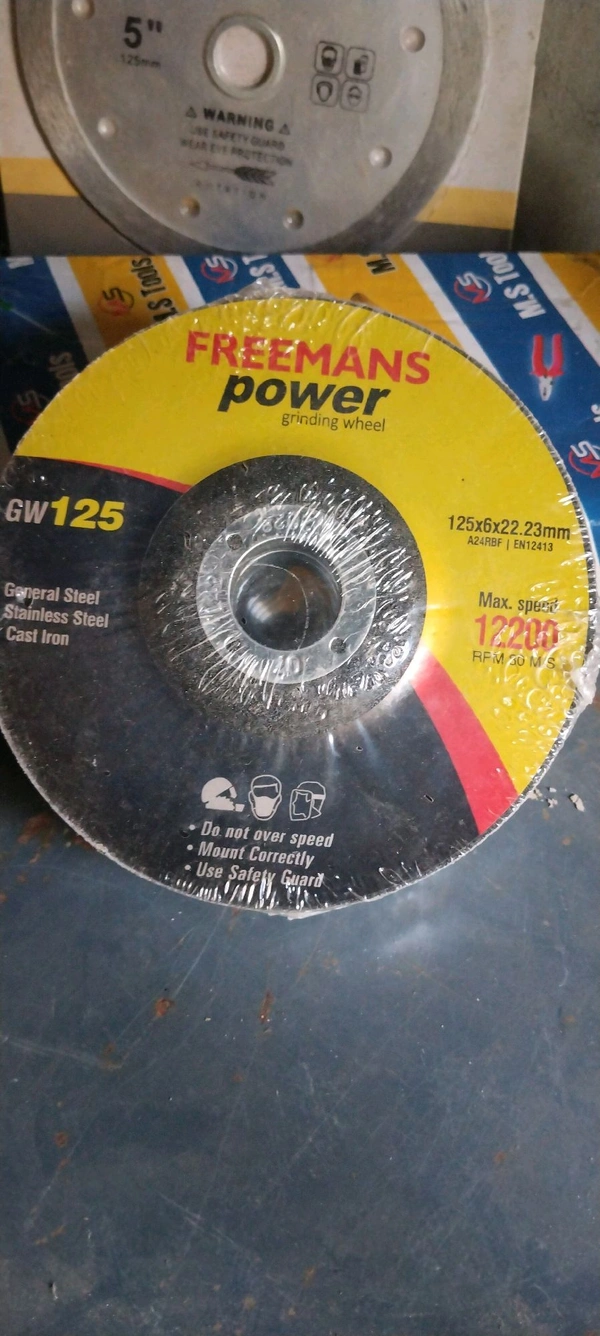 5"
125mm
WARNING
USE SAFETY GUARD
WEAR EYE PROTECTION
ROTATION
M.S Tools
M.S Tools
FREEMANS
power
grinding wheel
GW125
125x6x22.23mm
A24RBF | EN12413
General Steel
Stainless Steel
Cast Iron
Max. speed
12200
RPM 80 M/S
• Do not over speed
• Mount Correctly
• Use Safety Guard